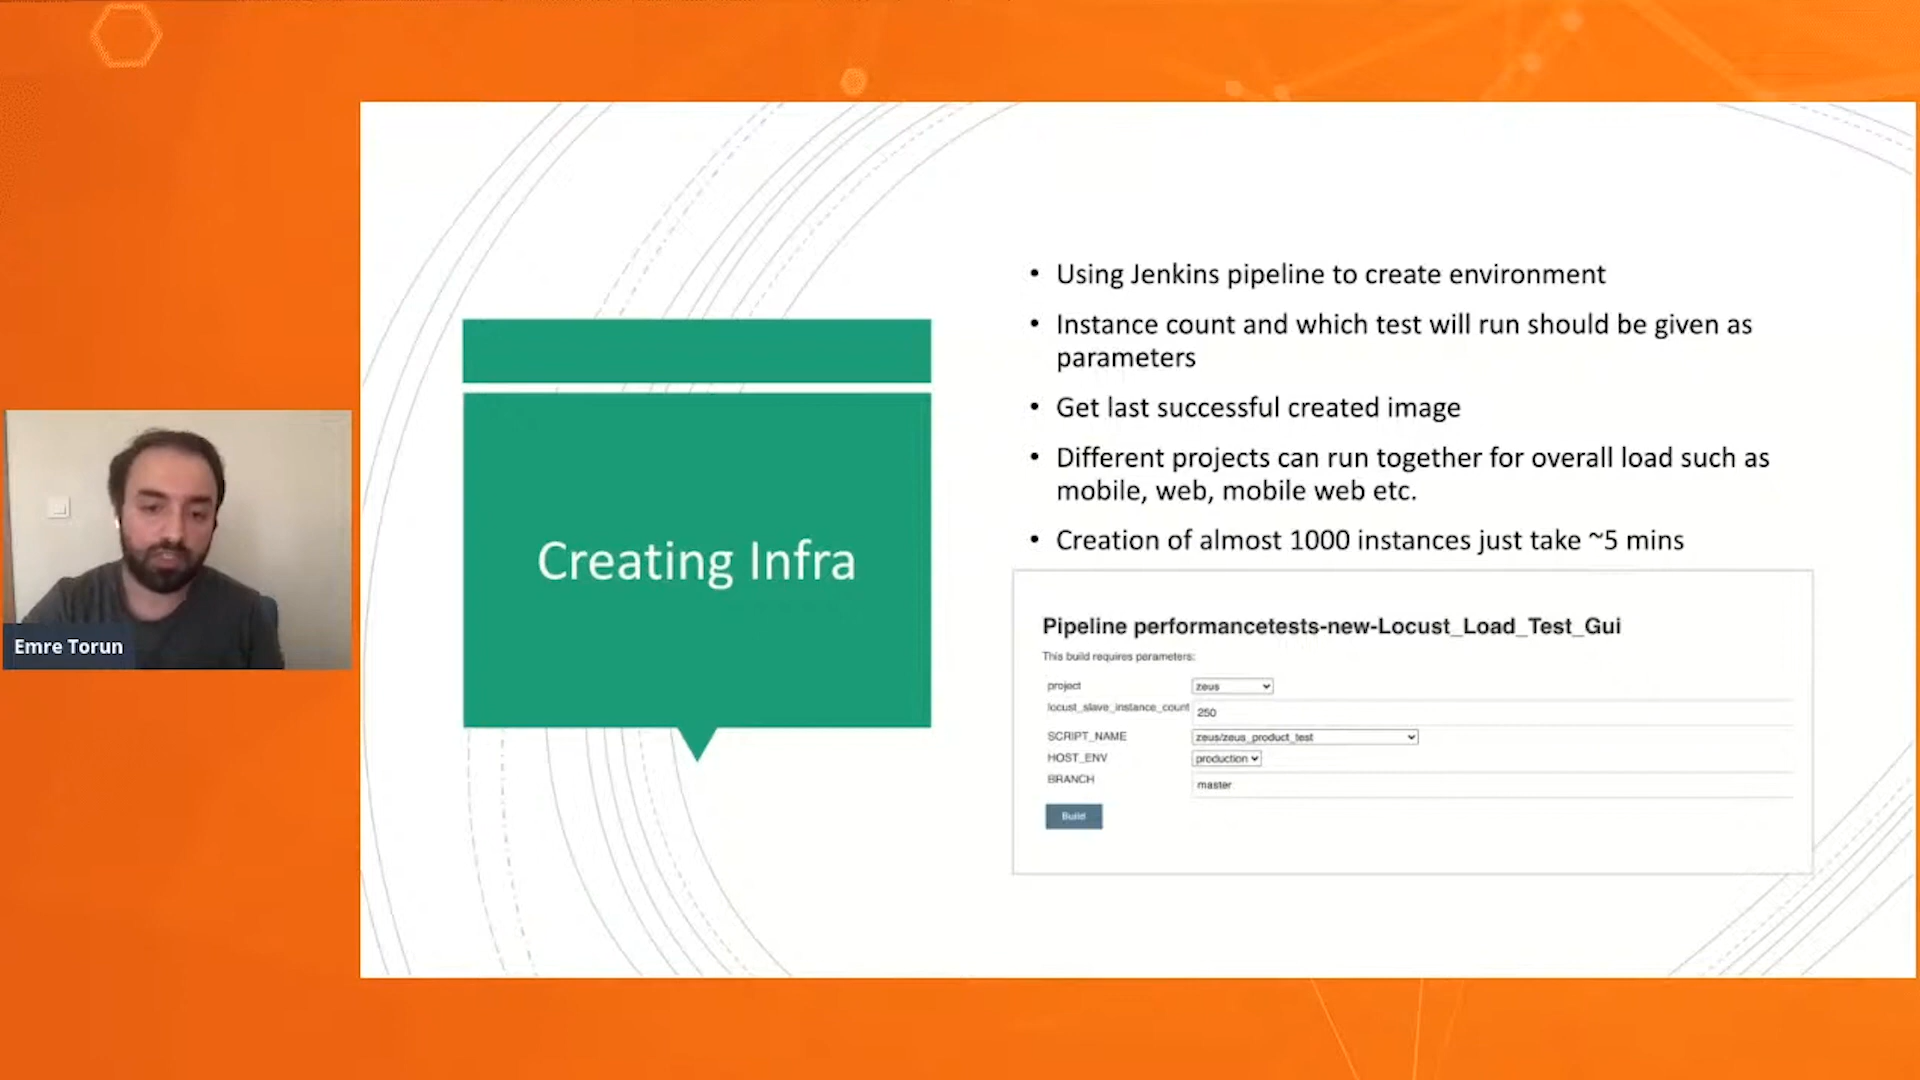 Creating Infra
• Using Jenkins pipeline to create environment
• Instance count and which test will run should be given as
parameters
• Get last successful created image
• Different projects can run together for overall load such as
mobile, web, mobile web etc.
• Creation of almost 1000 instances just take ~5 mins
Pipeline performancetests-new-Locust_Load_Test_Gui
This build requires parameters:
project zeus
locust_slave_instance_count 250
SCRIPT_NAME zeus/zeus_product_test
HOST_ENV production
BRANCH master
Build
Emre Torun